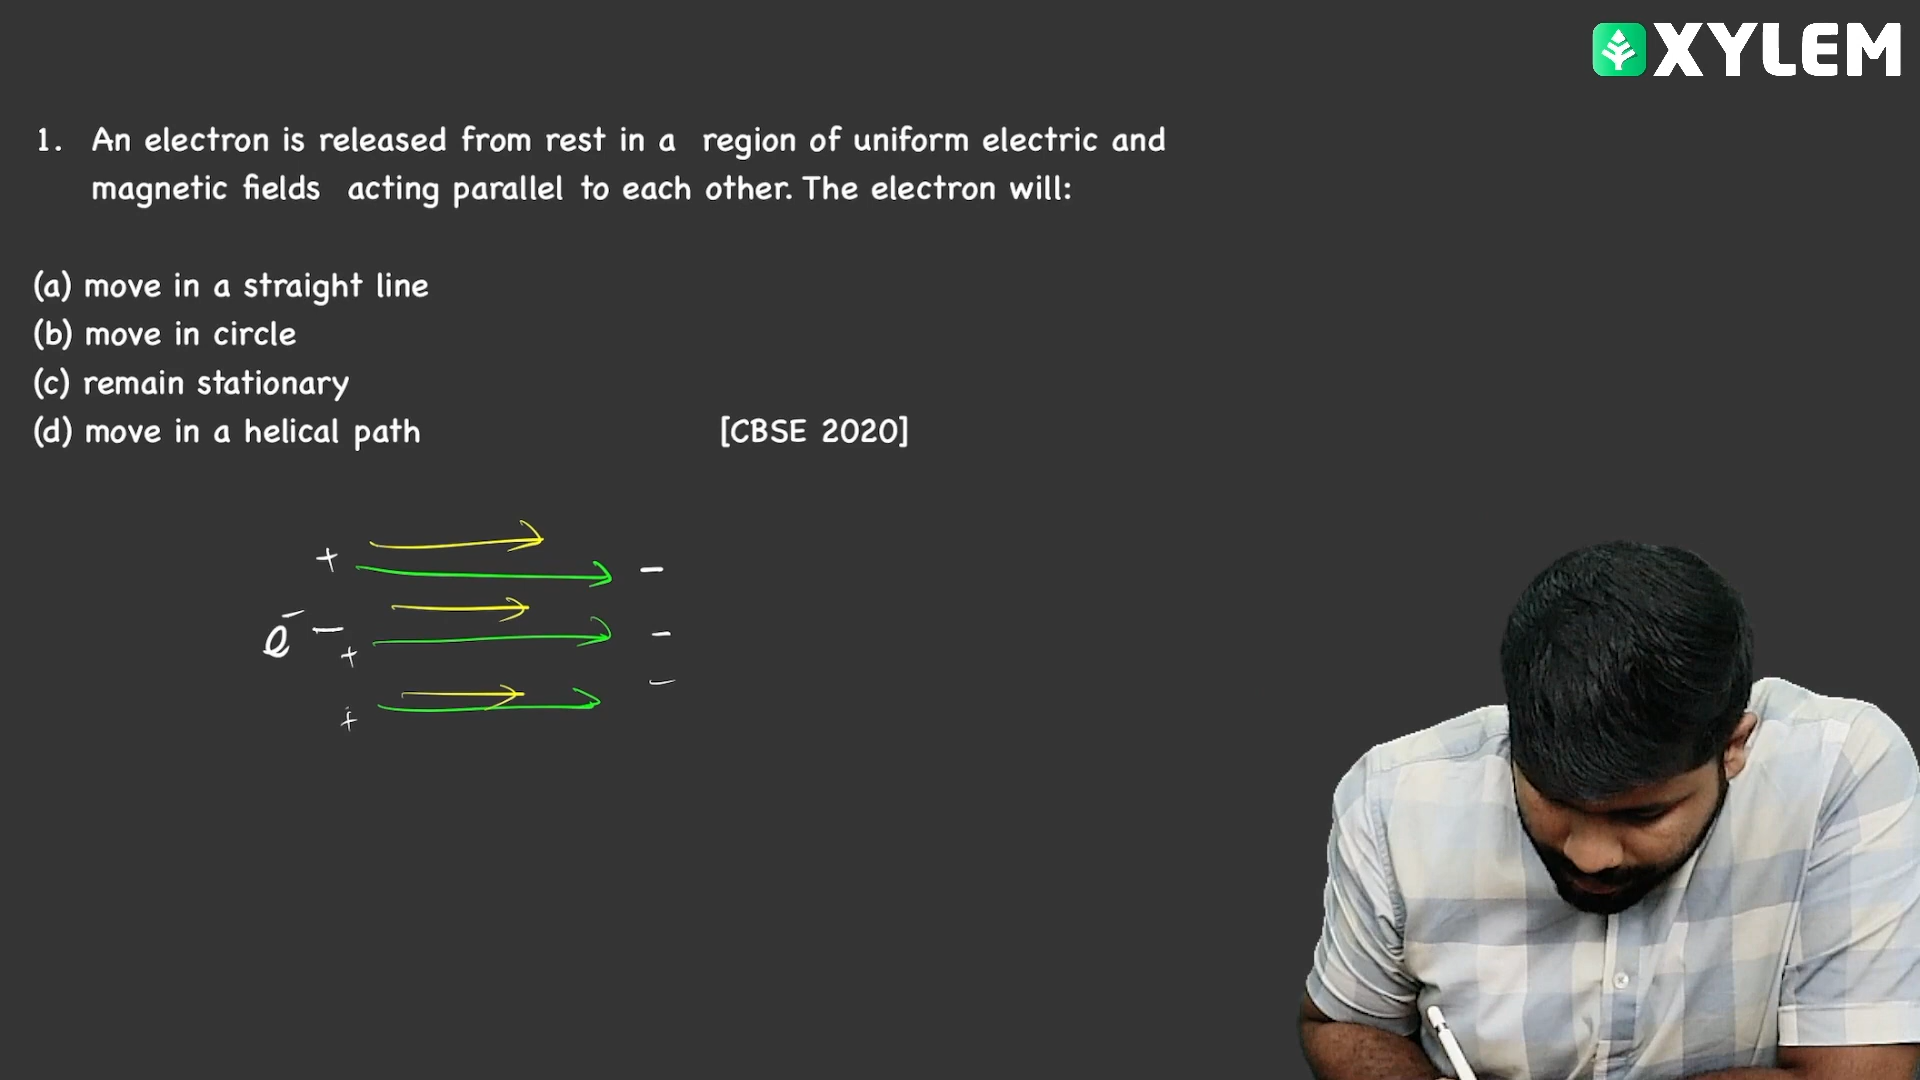 XYLEM
1. An electron is released from rest in a region of uniform electric and
magnetic fields acting parallel to each other. The electron will:
(a) move in a straight line
(b) move in circle
(c) remain stationary
(d) move in a helical path [CBSE 2020]
+ -
e⁻ - -
+
-
+